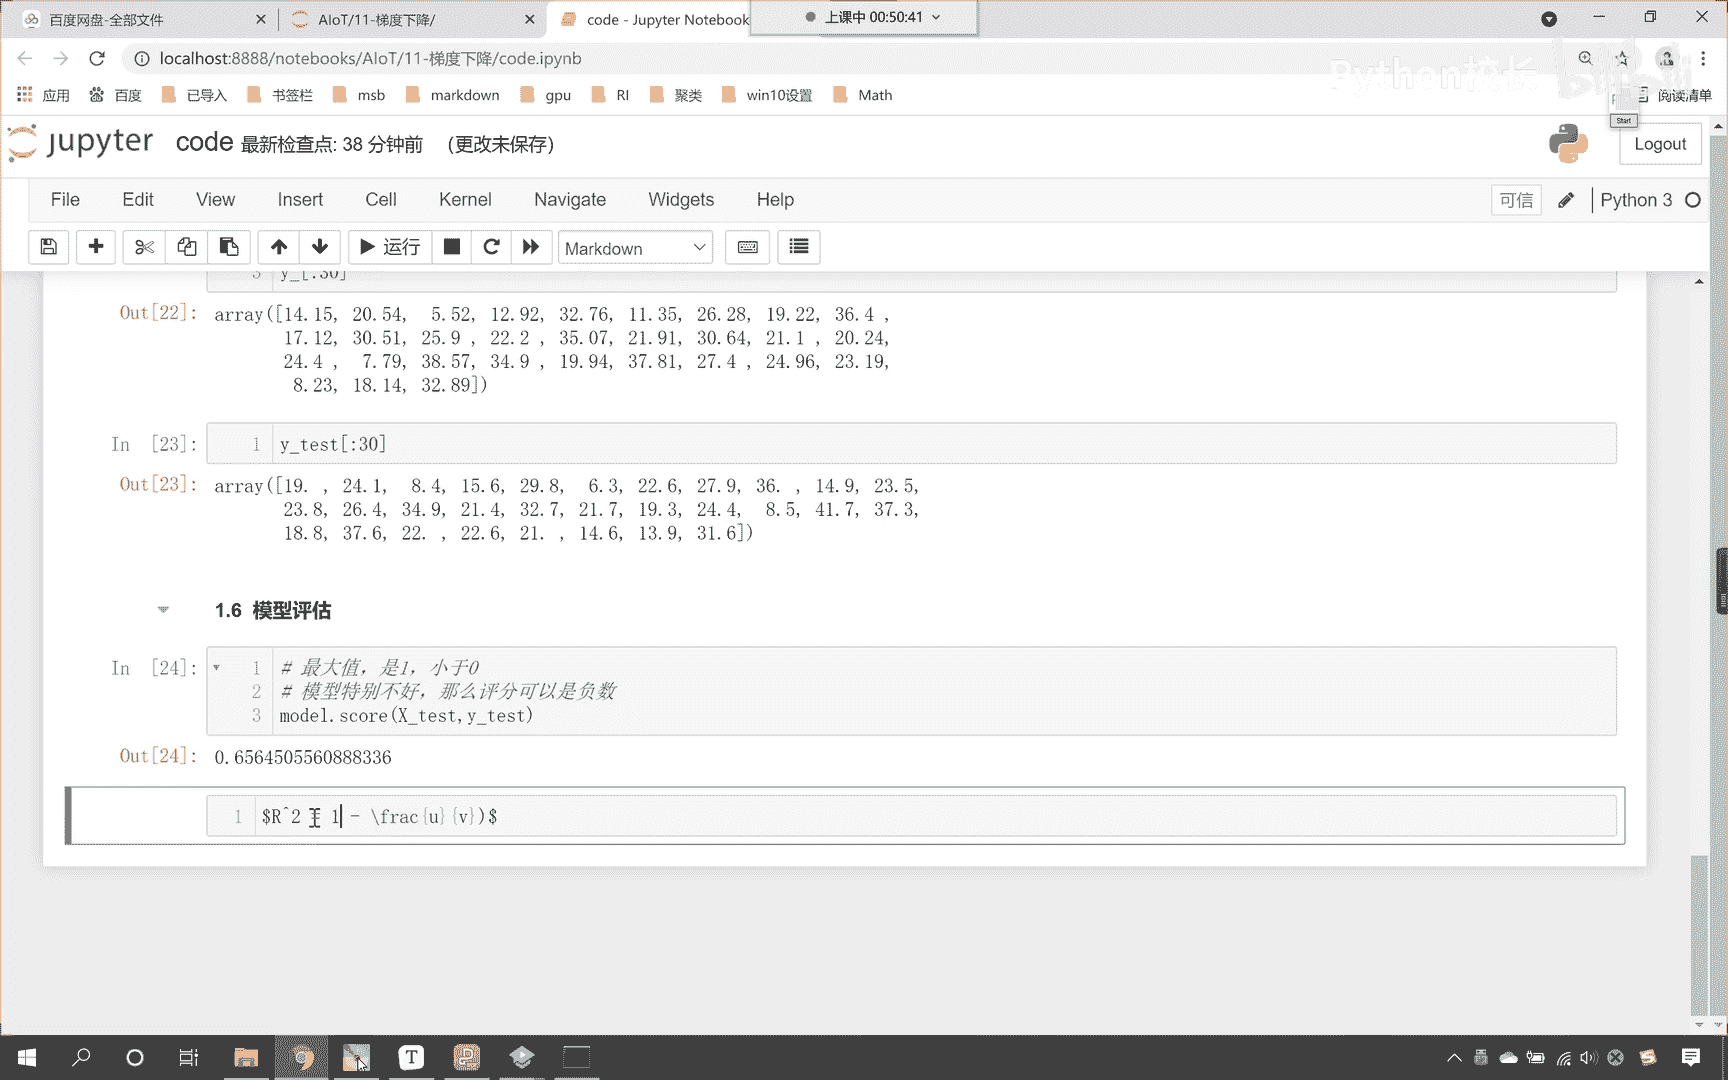 百度网盘-全部文件
AIoT/11-梯度下降/
code - Jupyter Notebook
上课中 00:50:41
localhost:8888/notebooks/AIoT/11-梯度下降/code.ipynb
Python校长 bilibili
应用 百度 已导入 书签栏 msb markdown gpu RI 聚类 win10设置 Math 阅读清单
Start
jupyter code 最新检查点: 38 分钟前 (更改未保存)
Logout
File Edit View Insert Cell Kernel Navigate Widgets Help
可信 Python 3
运行 Markdown
3 y_[:30]
Out[22]: array([14.15, 20.54, 5.52, 12.92, 32.76, 11.35, 26.28, 19.22, 36.4 ,
17.12, 30.51, 25.9 , 22.2 , 35.07, 21.91, 30.64, 21.1 , 20.24,
24.4 , 7.79, 38.57, 34.9 , 19.94, 37.81, 27.4 , 24.96, 23.19,
8.23, 18.14, 32.89])
In [23]: 1 y_test[:30]
Out[23]: array([19. , 24.1, 8.4, 15.6, 29.8, 6.3, 22.6, 27.9, 36. , 14.9, 23.5,
23.8, 26.4, 34.9, 21.4, 32.7, 21.7, 19.3, 24.4, 8.5, 41.7, 37.3,
18.8, 37.6, 22. , 22.6, 21. , 14.6, 13.9, 31.6])
1.6 模型评估
In [24]: 1 # 最大值，是1，小于0
2 # 模型特别不好，那么评分可以是负数
3 model.score(X_test,y_test)
Out[24]: 0.6564505560888336
1 $R^2 = 1 - \frac{u}{v})$